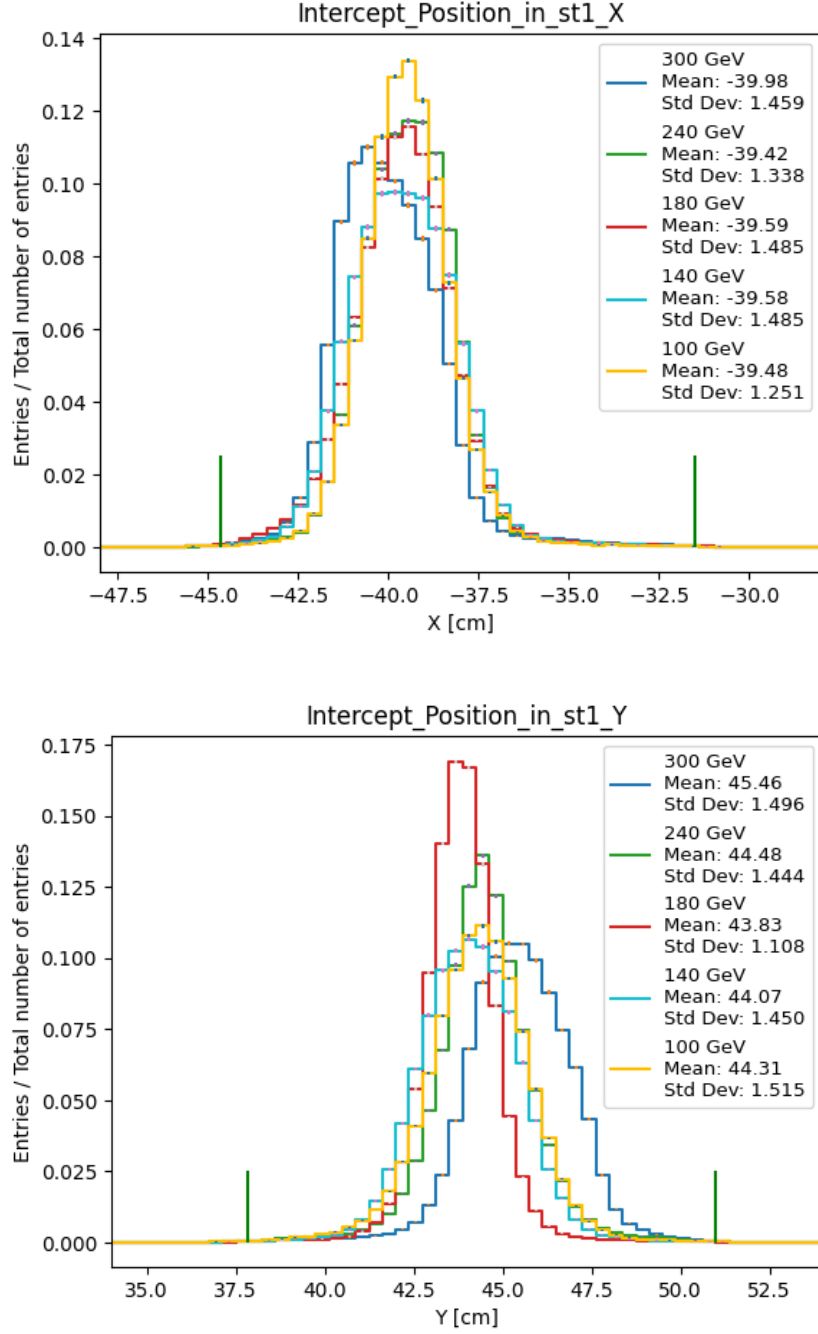 Intercept_Position_in_st1_X
Entries / Total number of entries
0.14
0.12
0.10
0.08
0.06
0.04
0.02
0.00
300 GeV
Mean: -39.98
Std Dev: 1.459
240 GeV
Mean: -39.42
Std Dev: 1.338
180 GeV
Mean: -39.59
Std Dev: 1.485
140 GeV
Mean: -39.58
Std Dev: 1.485
100 GeV
Mean: -39.48
Std Dev: 1.251
−47.5 −45.0 −42.5 −40.0 −37.5 −35.0 −32.5 −30.0
X [cm]
Intercept_Position_in_st1_Y
Entries / Total number of entries
0.175
0.150
0.125
0.100
0.075
0.050
0.025
0.000
300 GeV
Mean: 45.46
Std Dev: 1.496
240 GeV
Mean: 44.48
Std Dev: 1.444
180 GeV
Mean: 43.83
Std Dev: 1.108
140 GeV
Mean: 44.07
Std Dev: 1.450
100 GeV
Mean: 44.31
Std Dev: 1.515
35.0 37.5 40.0 42.5 45.0 47.5 50.0 52.5
Y [cm]